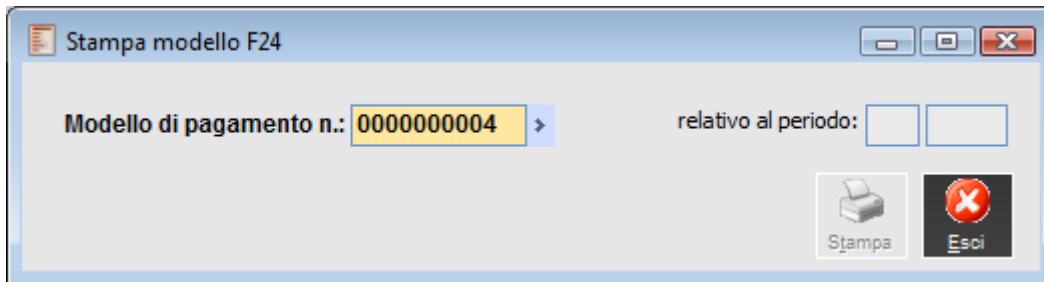 Stampa modello F24
Modello di pagamento n.: 0000000004 relativo al periodo:
Stampa Esci